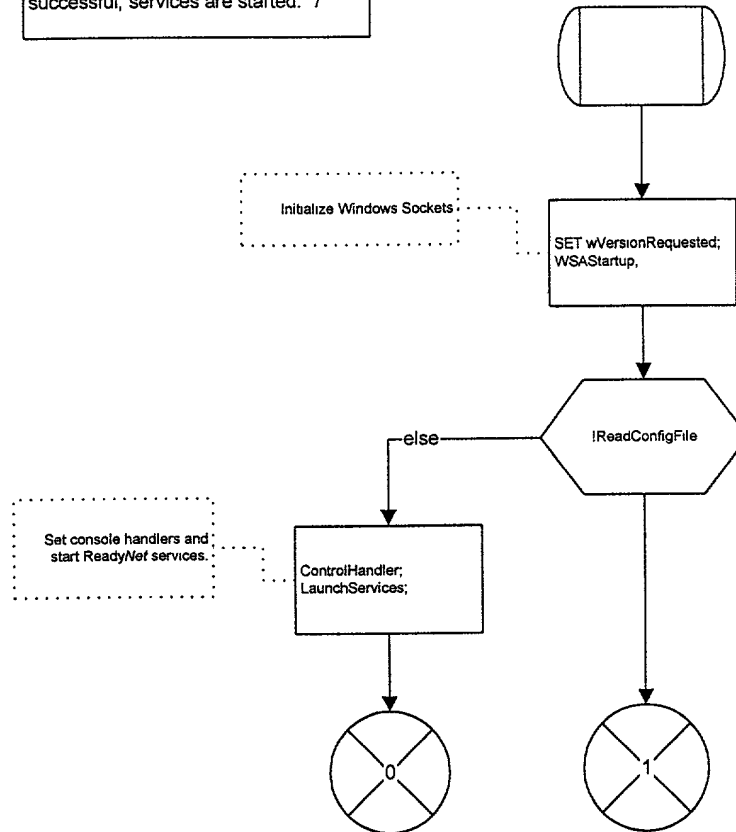 successful, services are started. 7
Initialize Windows Sockets
SET wVersionRequested;
WSAStartup,
!ReadConfigFile
else
Set console handlers and
start ReadyNet services.
ControlHandler;
LaunchServices;
0
1